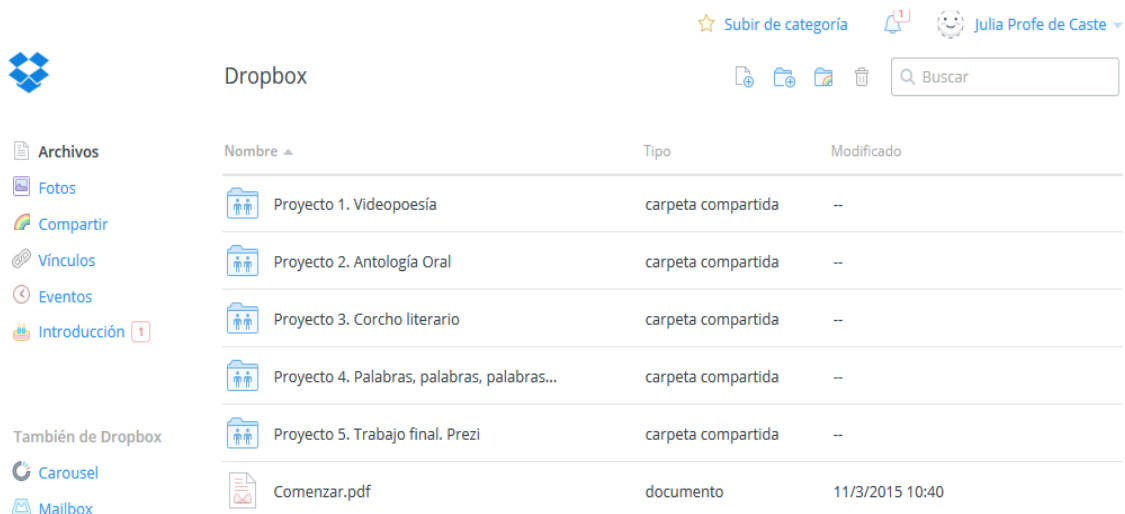 Subir de categoría 1 Julia Profe de Caste
Dropbox Buscar
Archivos
Fotos
Compartir
Vínculos
Eventos
Introducción 1
También de Dropbox
Carousel
Mailbox
Nombre Tipo Modificado
Proyecto 1. Videopoesía carpeta compartida --
Proyecto 2. Antología Oral carpeta compartida --
Proyecto 3. Corcho literario carpeta compartida --
Proyecto 4. Palabras, palabras, palabras... carpeta compartida --
Proyecto 5. Trabajo final. Prezi carpeta compartida --
Comenzar.pdf documento 11/3/2015 10:40